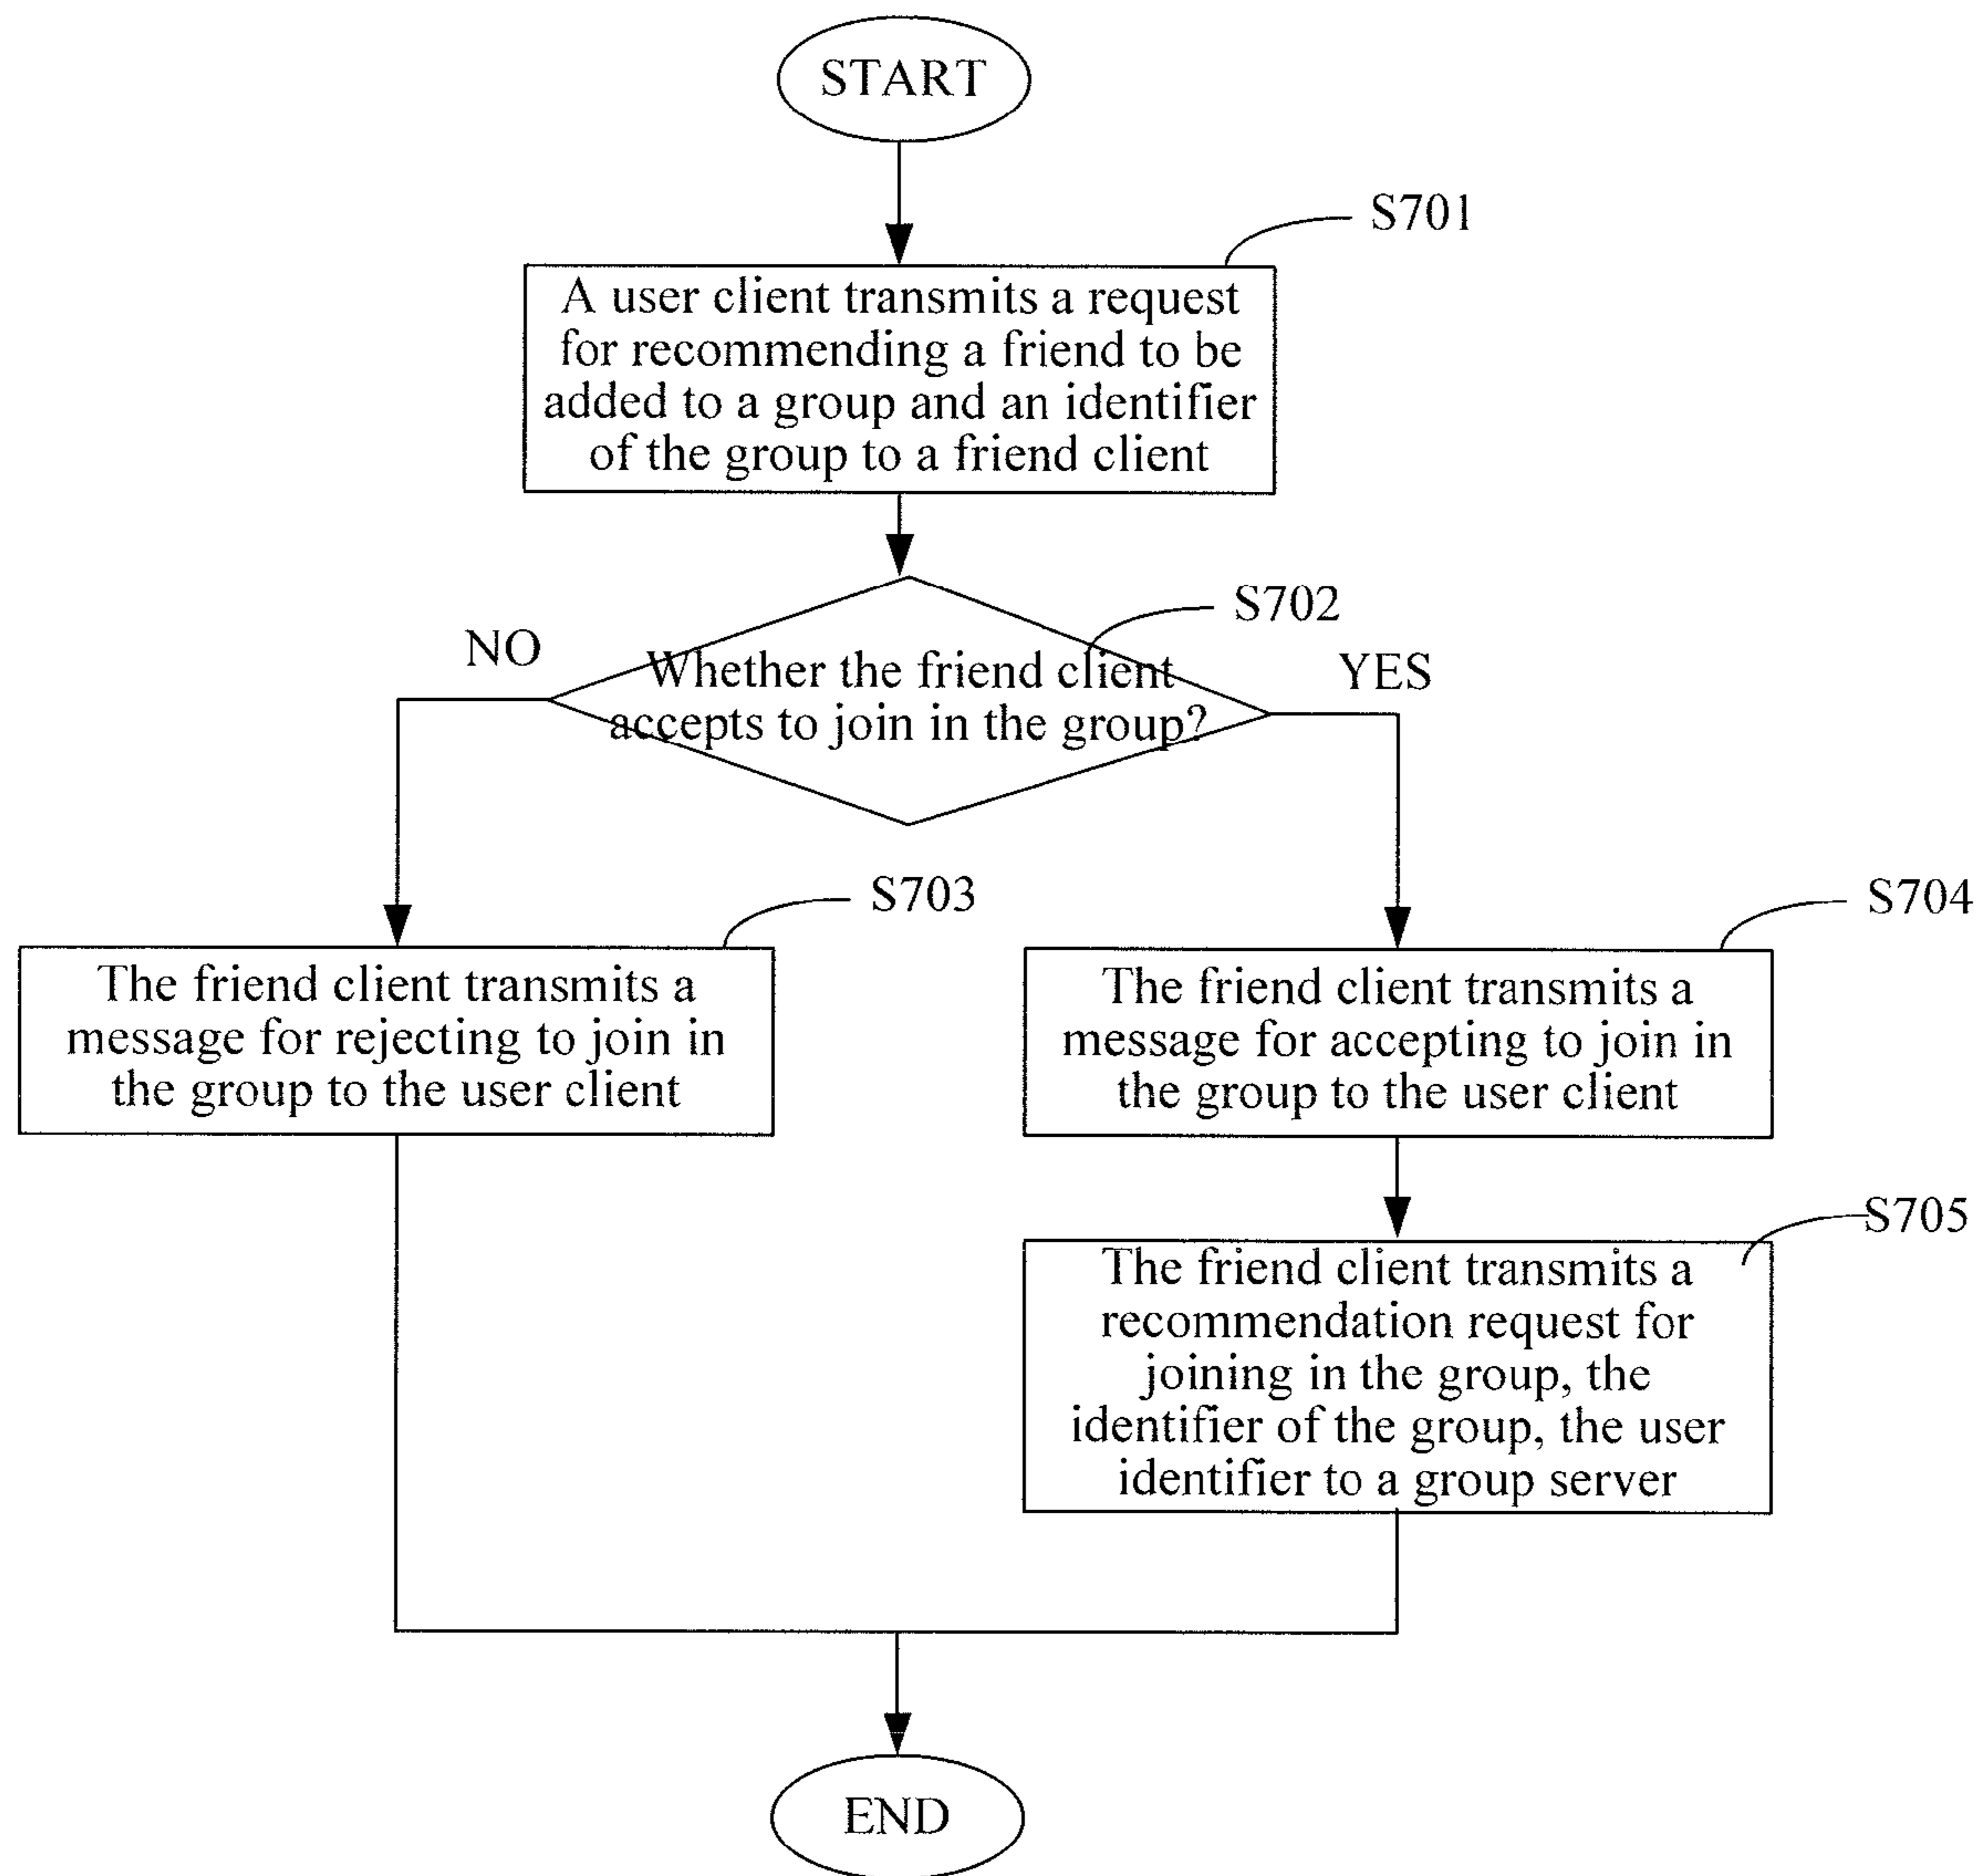 START
S701
A user client transmits a request
for recommending a friend to be
added to a group and an identifier
of the group to a friend client
S702
NO
YES
Whether the friend client
accepts to join in the group?
S703
S704
The friend client transmits a
message for rejecting to join in
the group to the user client
The friend client transmits a
message for accepting to join in
the group to the user client
S705
The friend client transmits a
recommendation request for
joining in the group, the
identifier of the group, the user
identifier to a group server
END